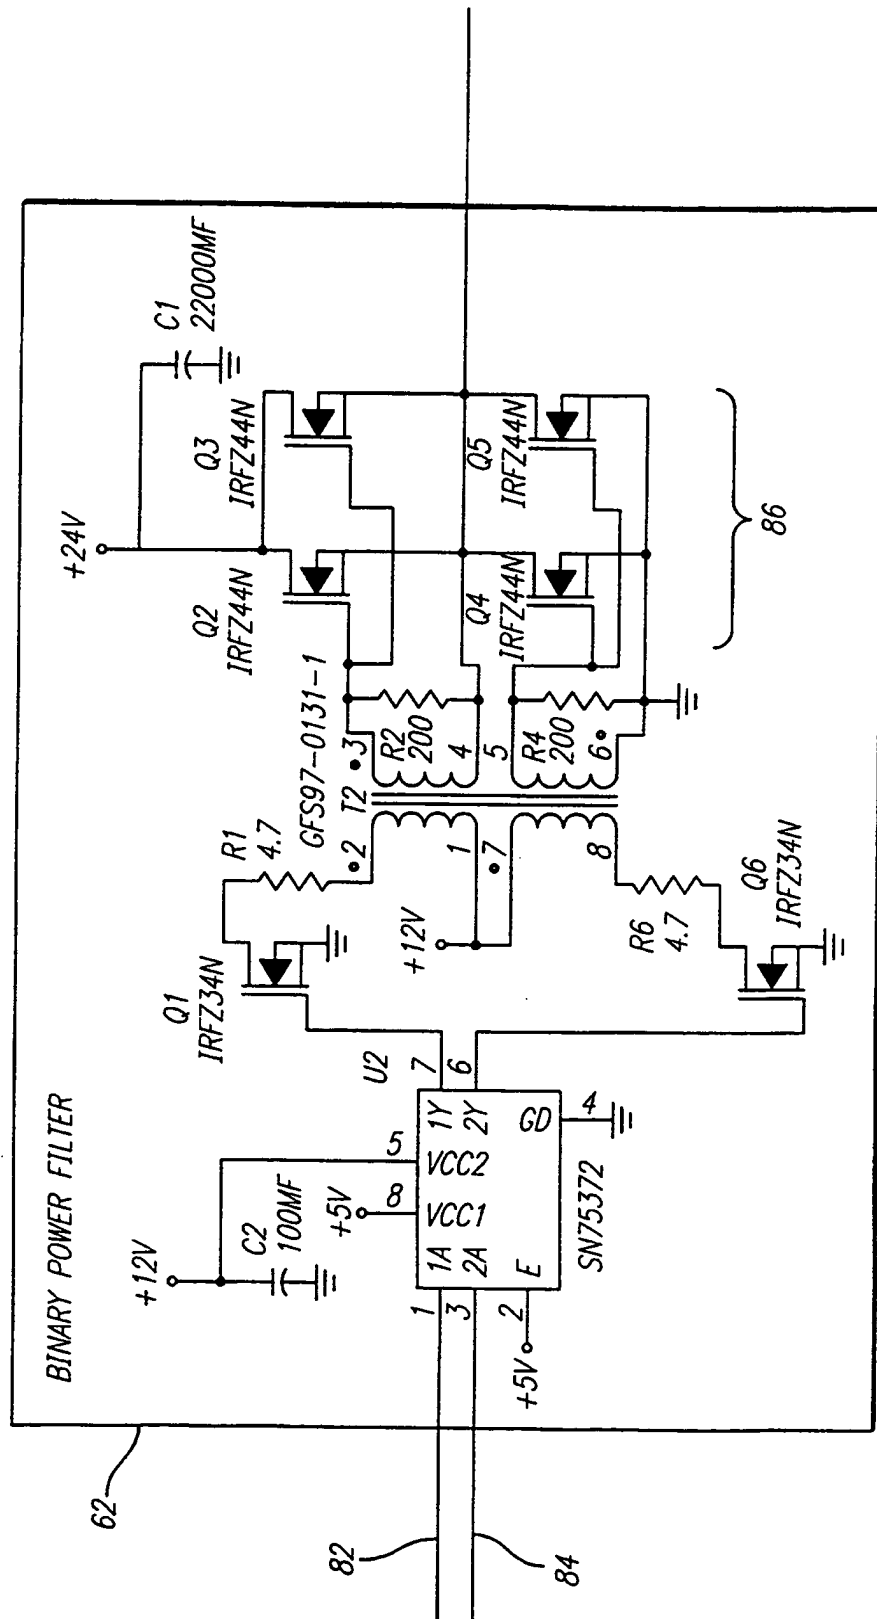 BINARY POWER FILTER
62
82
84
+12V
C2
100MF
+5V
8
5
VCC2
VCC1
1A
2A
1Y
2Y
E
GD
1
3
2
+5V
4
7
6
U2
SN75372
Q1
IRFZ34N
R1
4.7
+12V
GFS97-0131-1
T2
2
1
7
8
3
4
5
6
R2
200
R4
200
R6
4.7
Q6
IRFZ34N
+24V
C1
22000MF
Q2
IRFZ44N
Q3
IRFZ44N
Q4
IRFZ44N
Q5
IRFZ44N
86